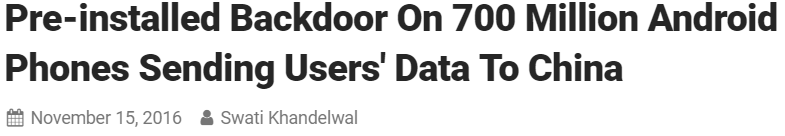 Pre-installed Backdoor On 700 Million Android
Phones Sending Users' Data To China
November 15, 2016 Swati Khandelwal